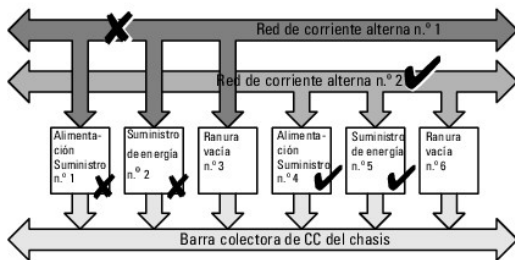 Red de corriente alterna n.° 1
Red de corriente alterna n.° 2
Alimenta-
ción
Suministro
n.° 1
Suministro
de energía
n.° 2
Ranura
vacía
n.° 3
Alimenta-
ción
Suministro
n.° 4
Suministro
de energía
n.° 5
Ranura
vacía
n.° 6
Barra colectora de CC del chasis